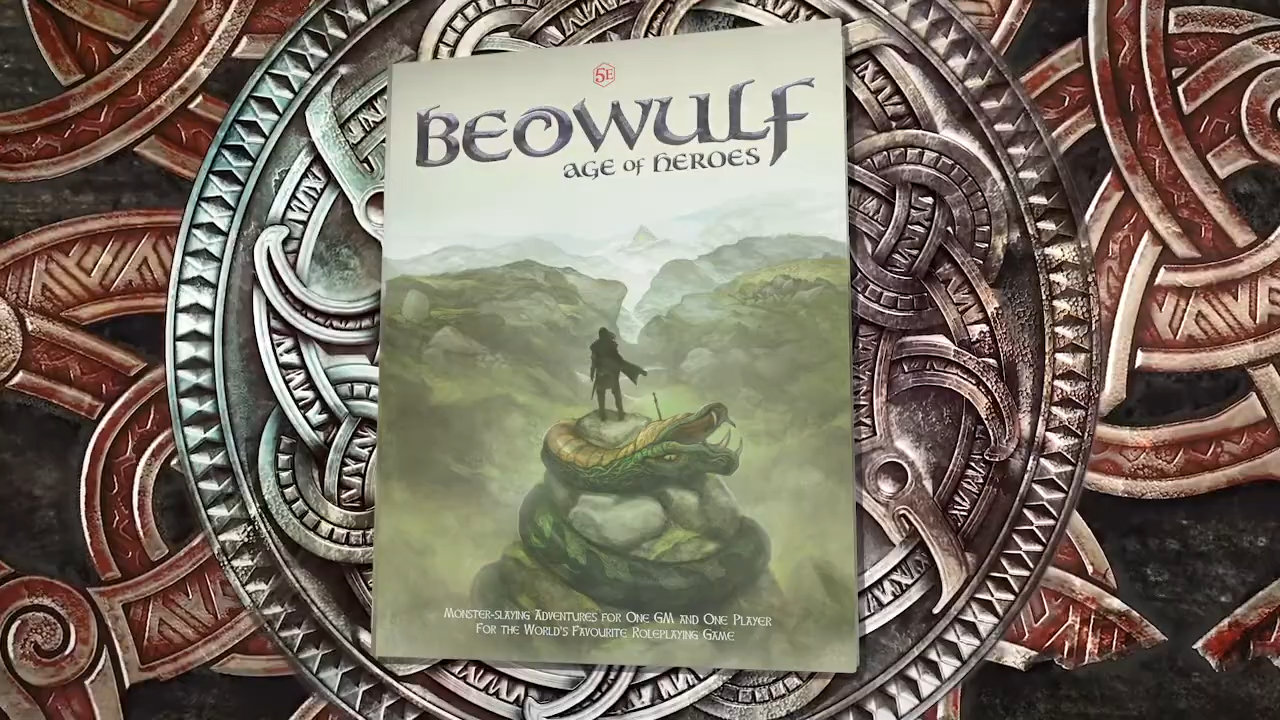 5E
BEOWULF
AGE OF HEROES
MONSTER-SLAYING ADVENTURES FOR ONE GM AND ONE PLAYER
FOR THE WORLD'S FAVOURITE ROLEPLAYING GAME